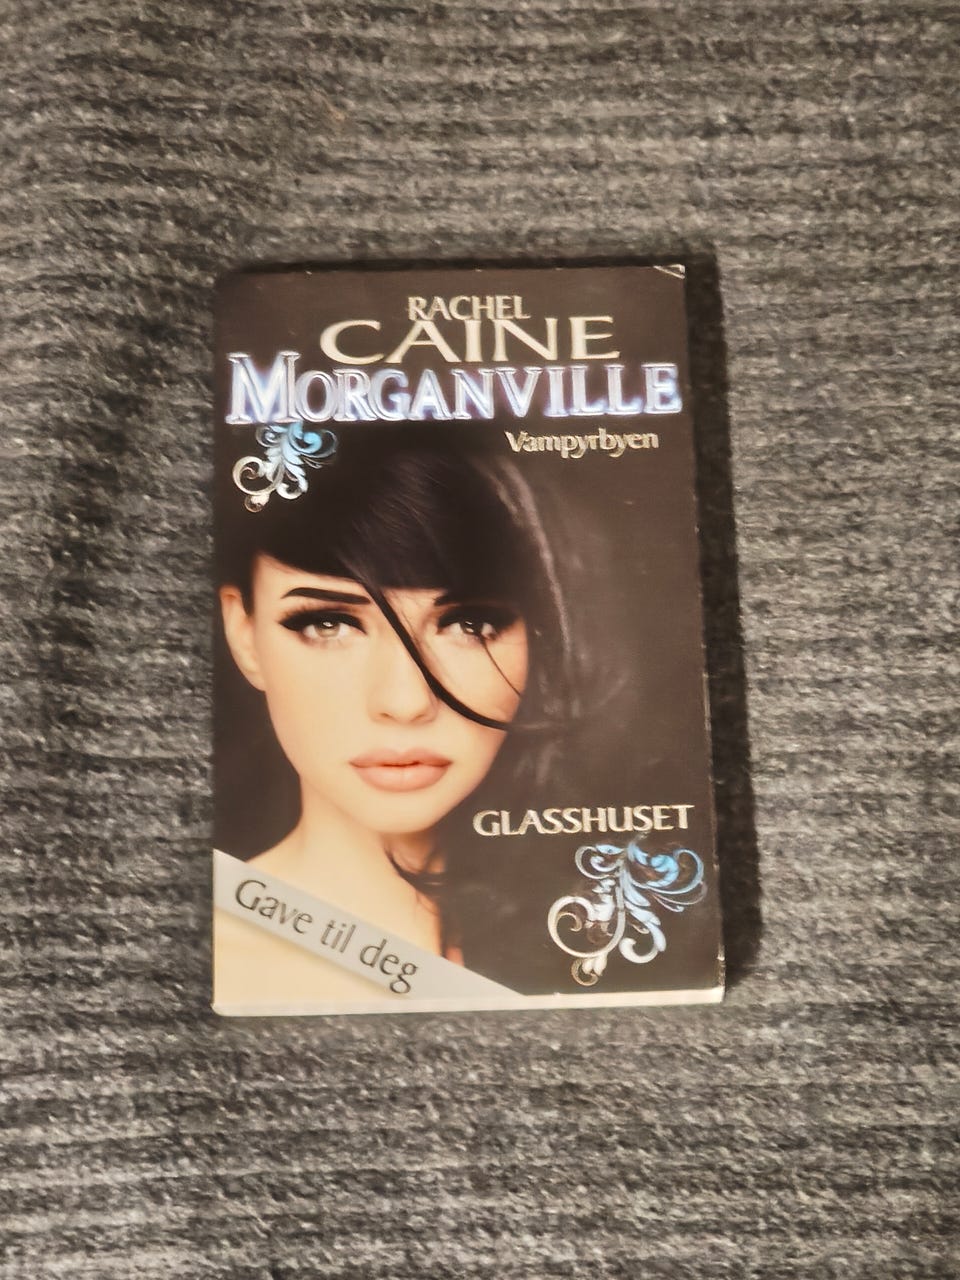 RACHEL
CAINE
MORGANVILLE
Vampyrbyen
GLASSHUSET
Gave til deg